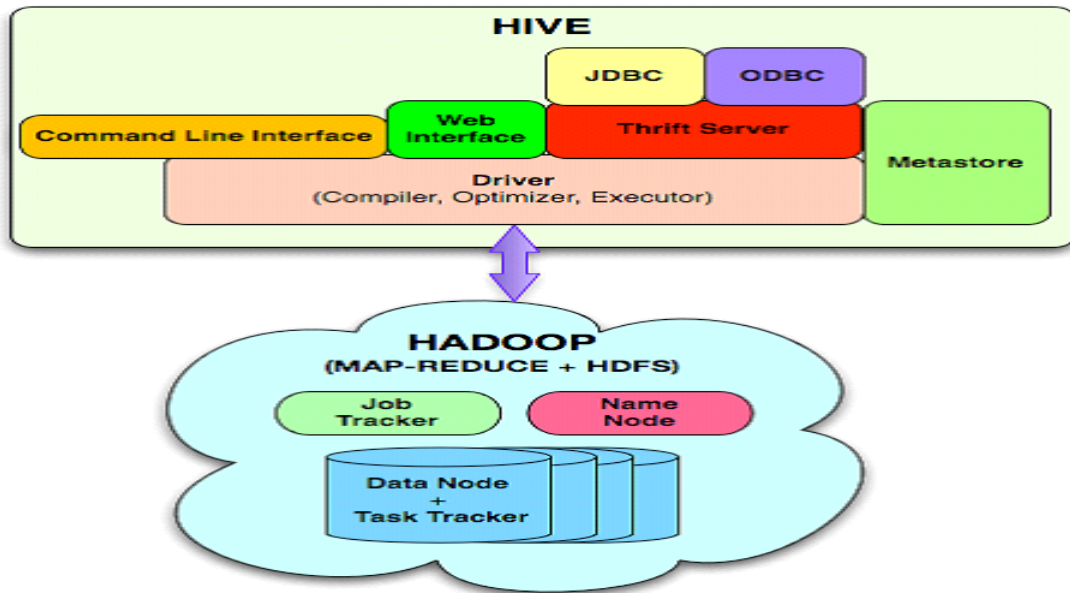 HIVE
JDBC
ODBC
Command Line Interface
Web
Interface
Thrift Server
Metastore
Driver
(Compiler, Optimizer, Executor)
HADOOP
(MAP-REDUCE + HDFS)
Job
Tracker
Name
Node
Data Node
+
Task Tracker